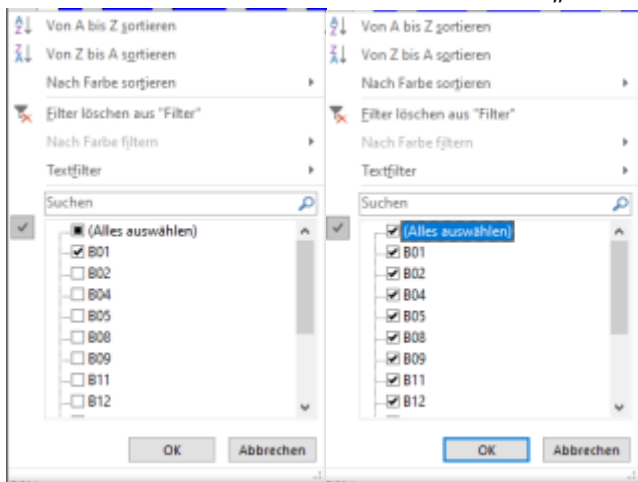 Von A bis Z sortieren
Von Z bis A sortieren
Nach Farbe sortieren
Filter löschen aus "Filter"
Nach Farbe filtern
Textfilter
Suchen
(Alles auswählen)
B01
B02
B04
B05
B08
B09
B11
B12
OK Abbrechen
Von A bis Z sortieren
Von Z bis A sortieren
Nach Farbe sortieren
Filter löschen aus "Filter"
Nach Farbe filtern
Textfilter
Suchen
(Alles auswählen)
B01
B02
B04
B05
B08
B09
B11
B12
OK Abbrechen